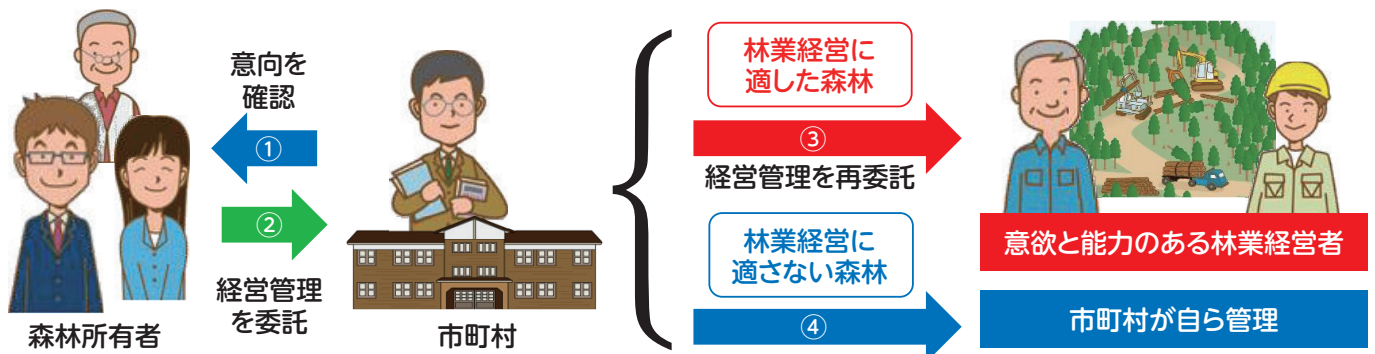 意向を
確認
①
②
経営管理
を委託
森林所有者
市町村
林業経営に
適した森林
③
経営管理を再委託
林業経営に
適さない森林
④
意欲と能力のある林業経営者
市町村が自ら管理